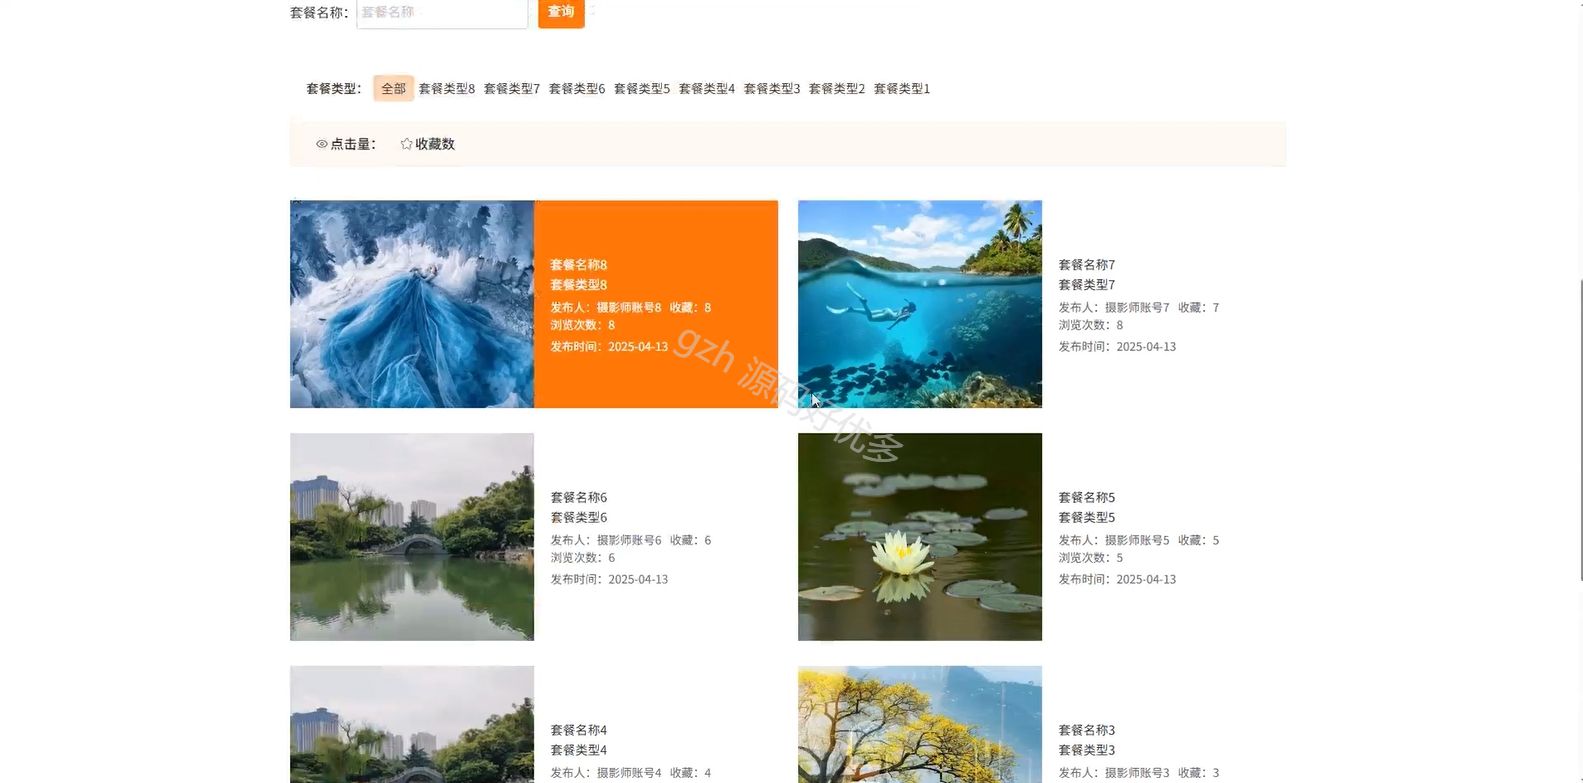 套餐名称： 套餐名称 查询
套餐类型： 全部 套餐类型8 套餐类型7 套餐类型6 套餐类型5 套餐类型4 套餐类型3 套餐类型2 套餐类型1
点击量： 收藏数
套餐名称8
套餐类型8
发布人：摄影师账号8 收藏：8
浏览次数：8
发布时间：2025-04-13
套餐名称7
套餐类型7
发布人：摄影师账号7 收藏：7
浏览次数：8
发布时间：2025-04-13
gzh 源码好优多
套餐名称6
套餐类型6
发布人：摄影师账号6 收藏：6
浏览次数：6
发布时间：2025-04-13
套餐名称5
套餐类型5
发布人：摄影师账号5 收藏：5
浏览次数：5
发布时间：2025-04-13
套餐名称4
套餐类型4
发布人：摄影师账号4 收藏：4
套餐名称3
套餐类型3
发布人：摄影师账号3 收藏：3